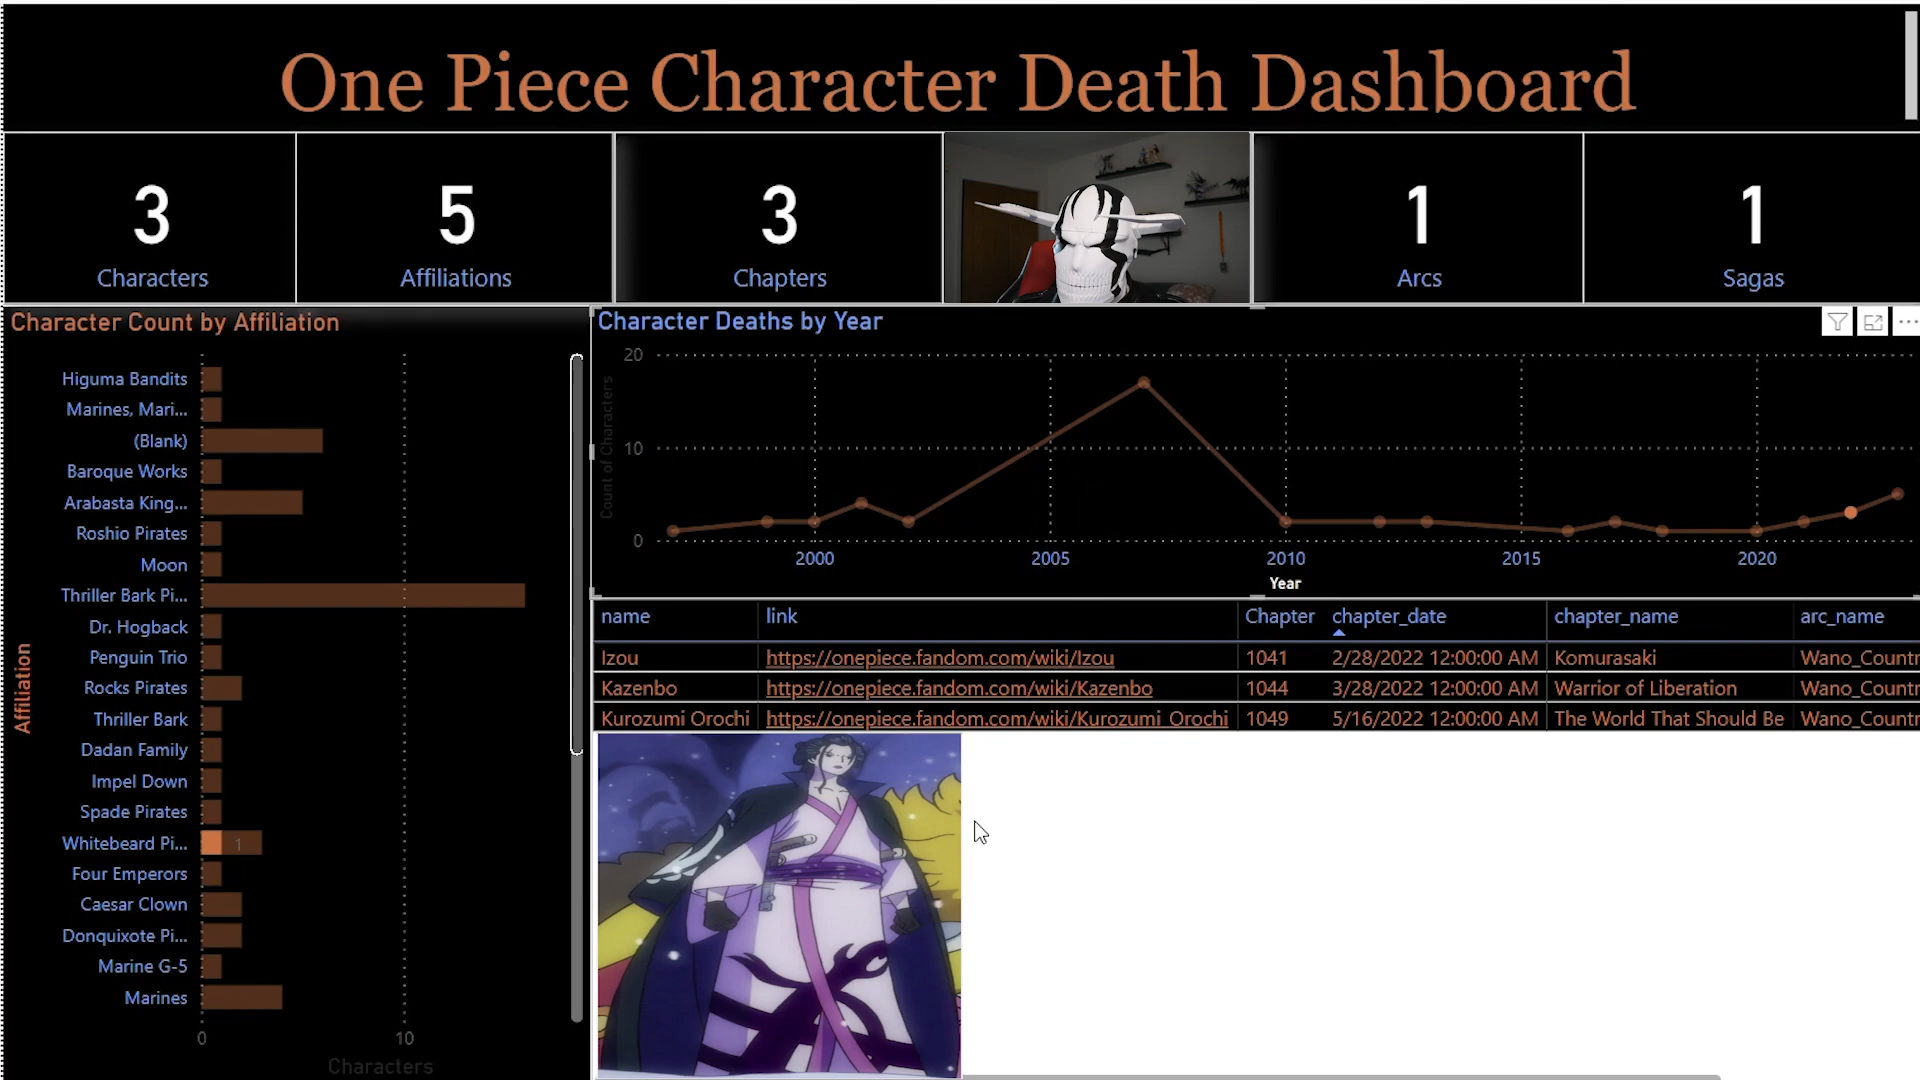 One Piece Character Death Dashboard
3
Characters
5
Affiliations
3
Chapters
1
Arcs
1
Sagas
Character Count by Affiliation
Affiliation
Higuma Bandits
Marines, Mari...
(Blank)
Baroque Works
Arabasta King...
Roshio Pirates
Moon
Thriller Bark Pi...
Dr. Hogback
Penguin Trio
Rocks Pirates
Thriller Bark
Dadan Family
Impel Down
Spade Pirates
Whitebeard Pi...
1
Four Emperors
Caesar Clown
Donquixote Pi...
Marine G-5
Marines
0 10
Characters
Character Deaths by Year
Count of Characters
20
10
0
2000 2005 2010 2015 2020
Year
name link Chapter chapter_date chapter_name arc_name
Izou https://onepiece.fandom.com/wiki/Izou 1041 2/28/2022 12:00:00 AM Komurasaki Wano_Countr
Kazenbo https://onepiece.fandom.com/wiki/Kazenbo 1044 3/28/2022 12:00:00 AM Warrior of Liberation Wano_Countr
Kurozumi Orochi https://onepiece.fandom.com/wiki/Kurozumi_Orochi 1049 5/16/2022 12:00:00 AM The World That Should Be Wano_Countr